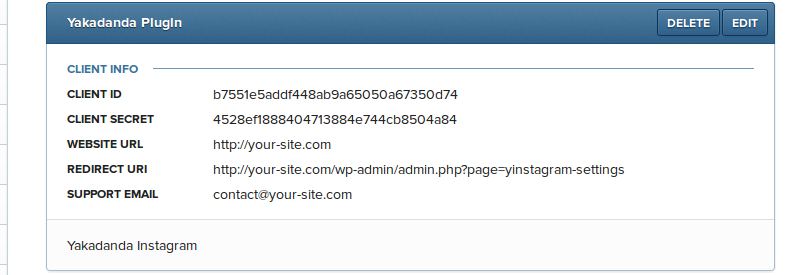 Yakadanda PlugIn DELETE EDIT
CLIENT INFO
CLIENT ID b7551e5addf448ab9a65050a67350d74
CLIENT SECRET 4528ef1888404713884e744cb8504a84
WEBSITE URL http://your-site.com
REDIRECT URI http://your-site.com/wp-admin/admin.php?page=yinstagram-settings
SUPPORT EMAIL contact@your-site.com
Yakadanda Instagram